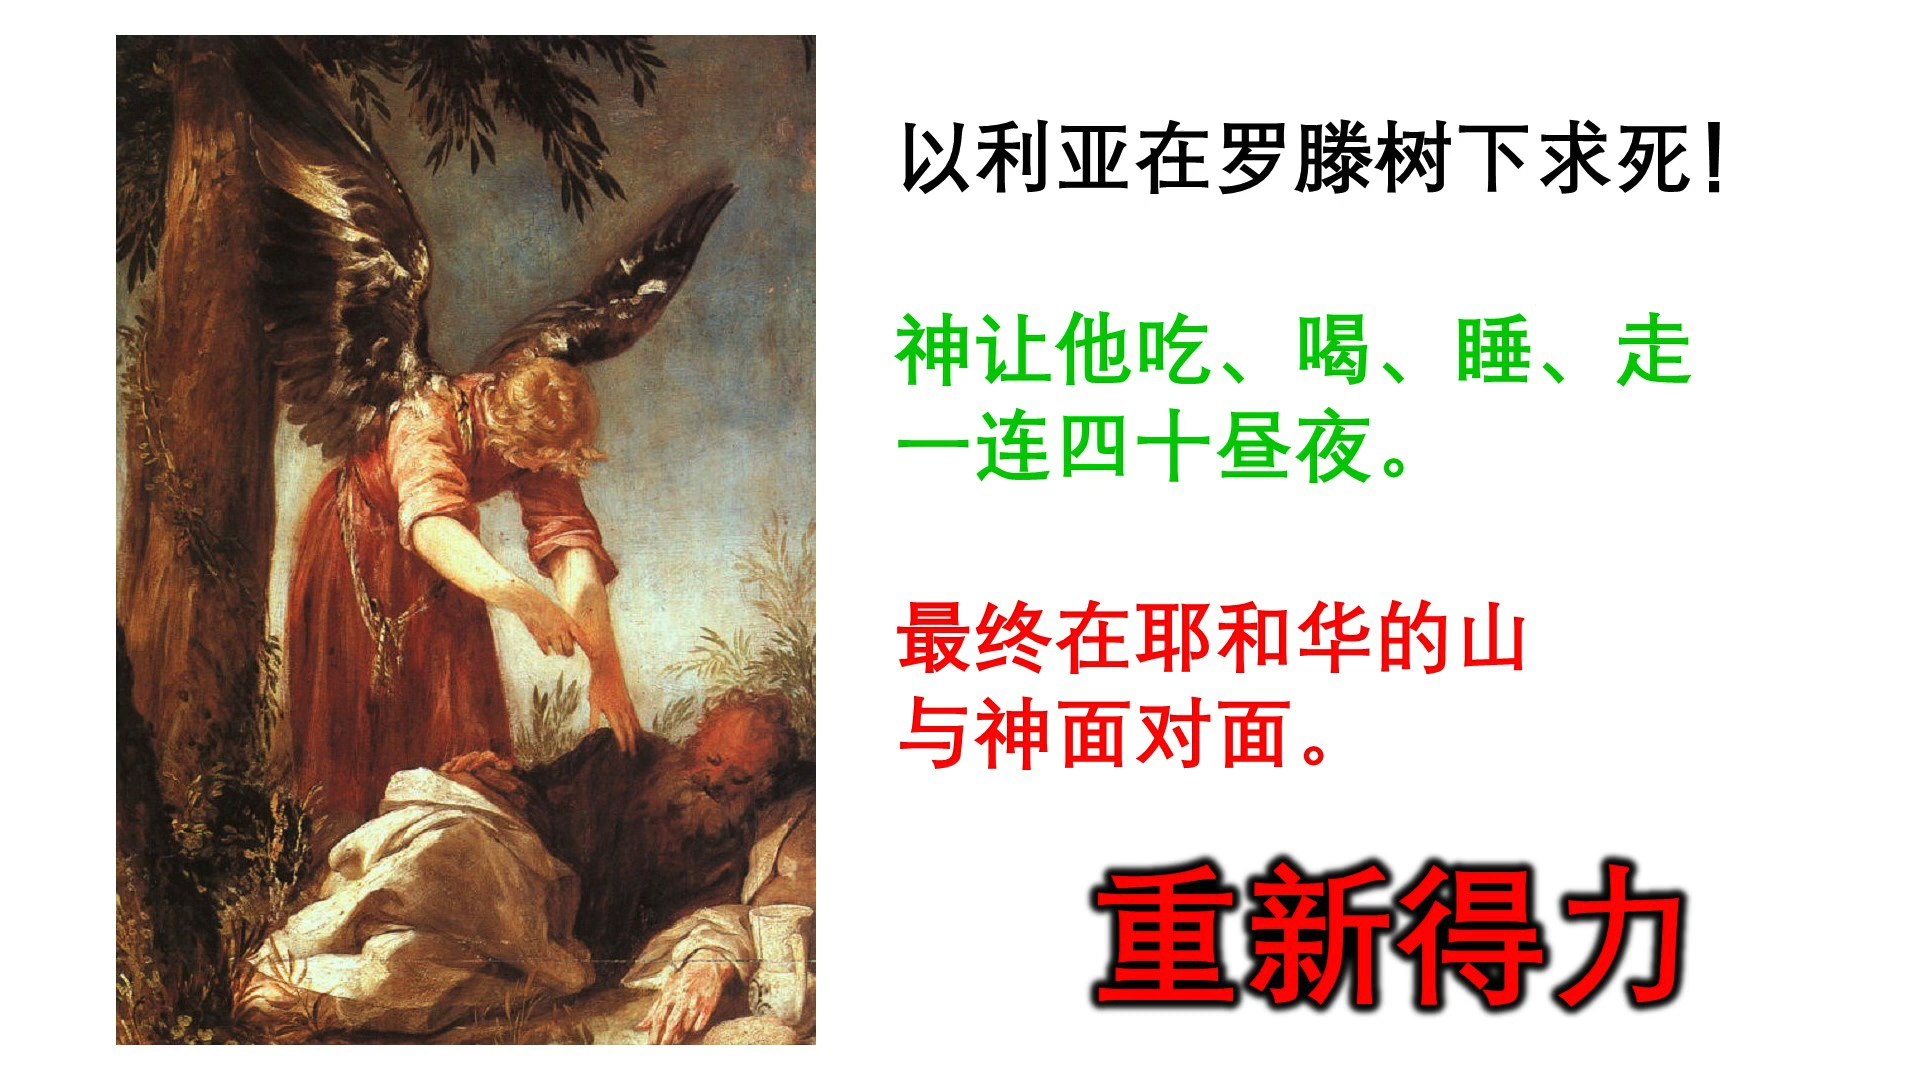 以利亚在罗滕树下求死！
神让他吃、喝、睡、走
一连四十昼夜。
最终在耶和华的山
与神面对面。
重新得力